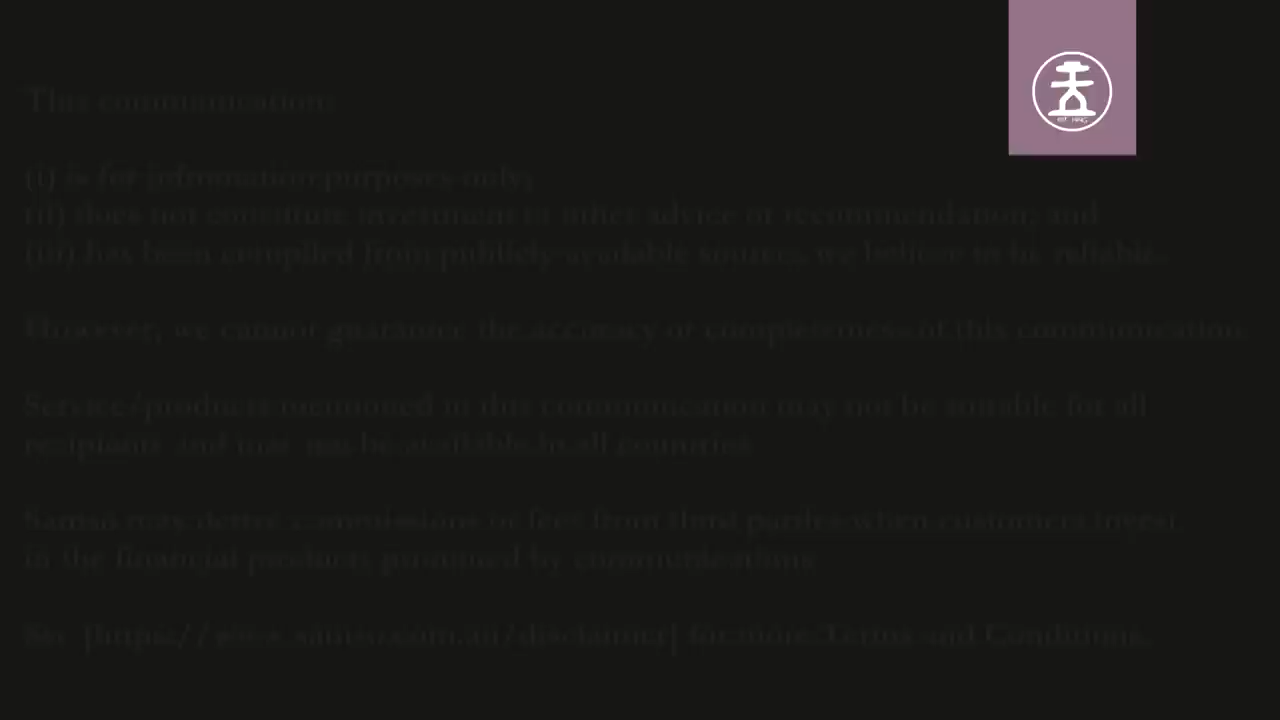 This communication:
(i) is for infromation purposes only;
(ii) does not constitute investment or other advice or recommendation; and
(iii) has been compiled from publicly available sources we believe to be reliable.
However, we cannot guarantee the accuracy or completeness of this communication.
Service/products mentioned in this communication may not be suitable for all
recipients and may not be available in all countries.
may derive commissions or fees from third parties when customers invest
in the financial products promoted by communications.
See for more Terms and Conditions.